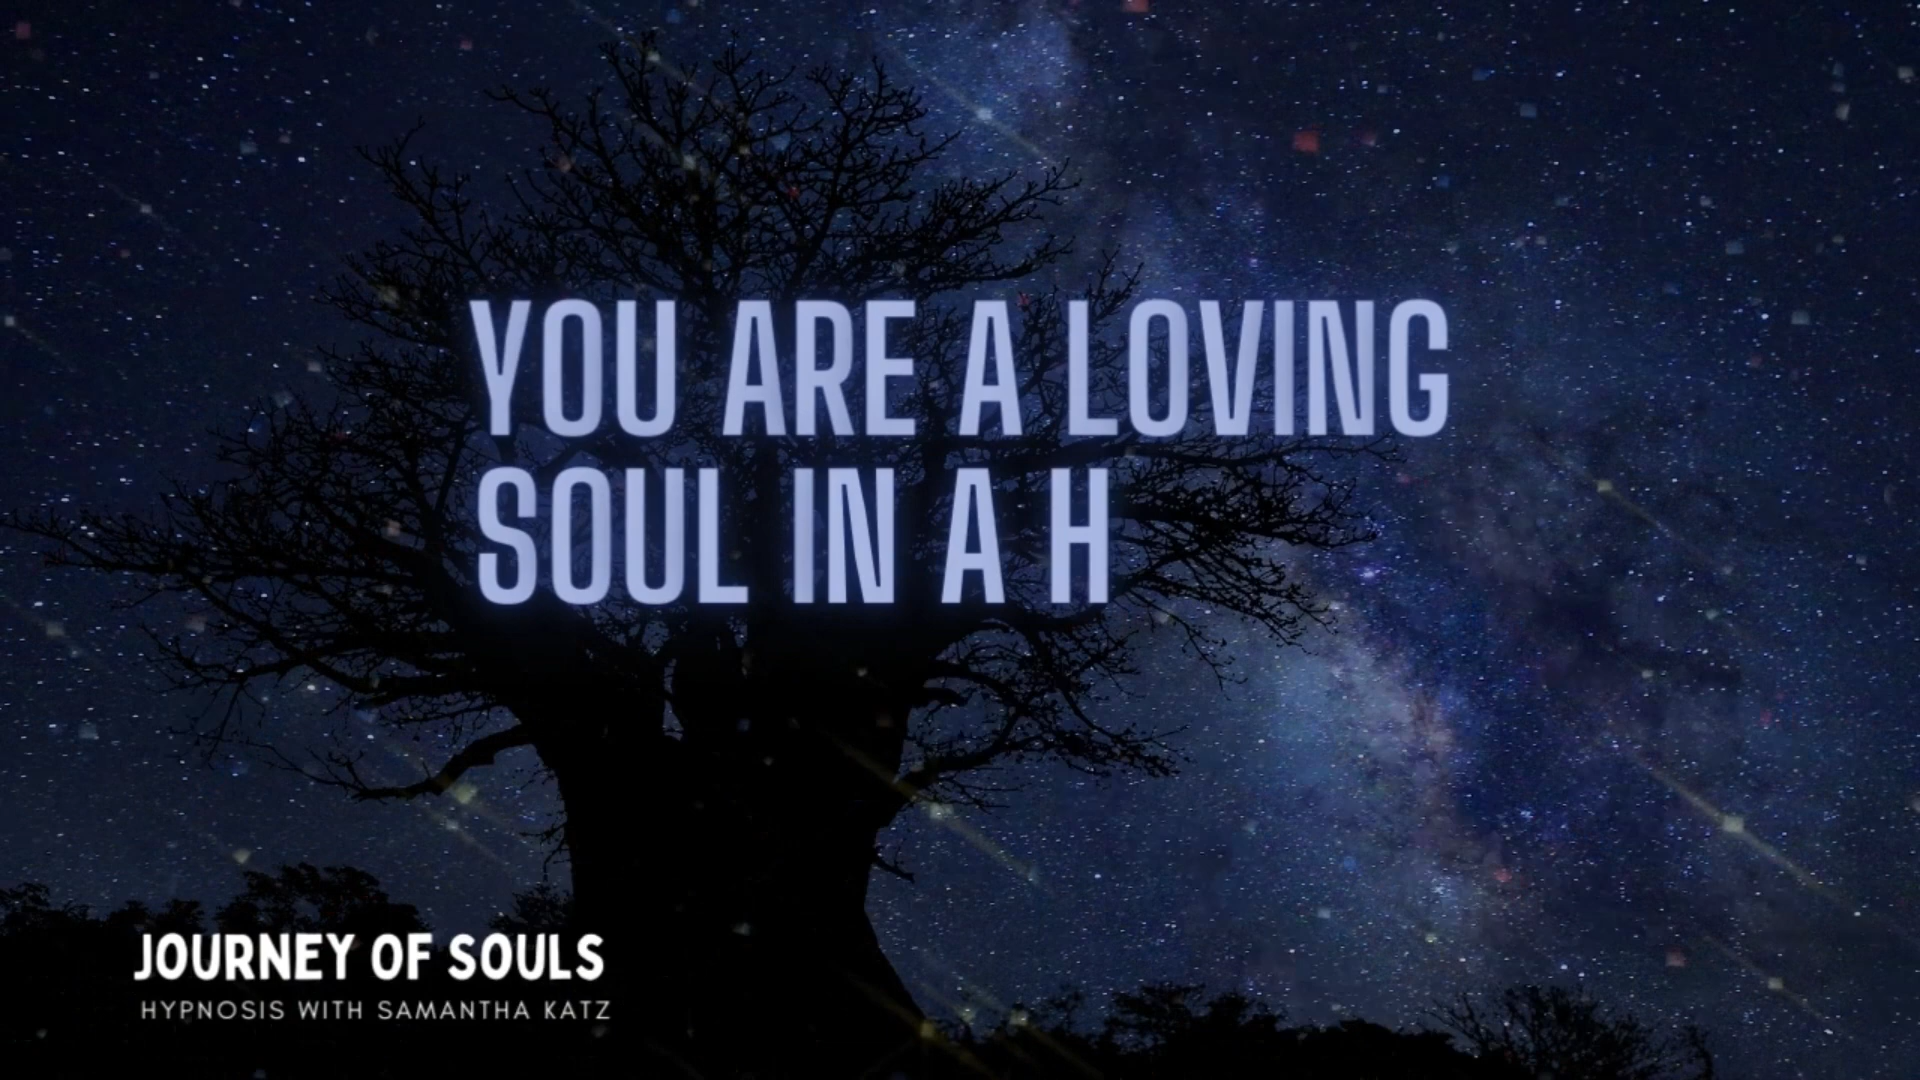 YOU ARE A LOVING
SOUL IN A H
JOURNEY OF SOULS
HYPNOSIS WITH SAMANTHA KATZ